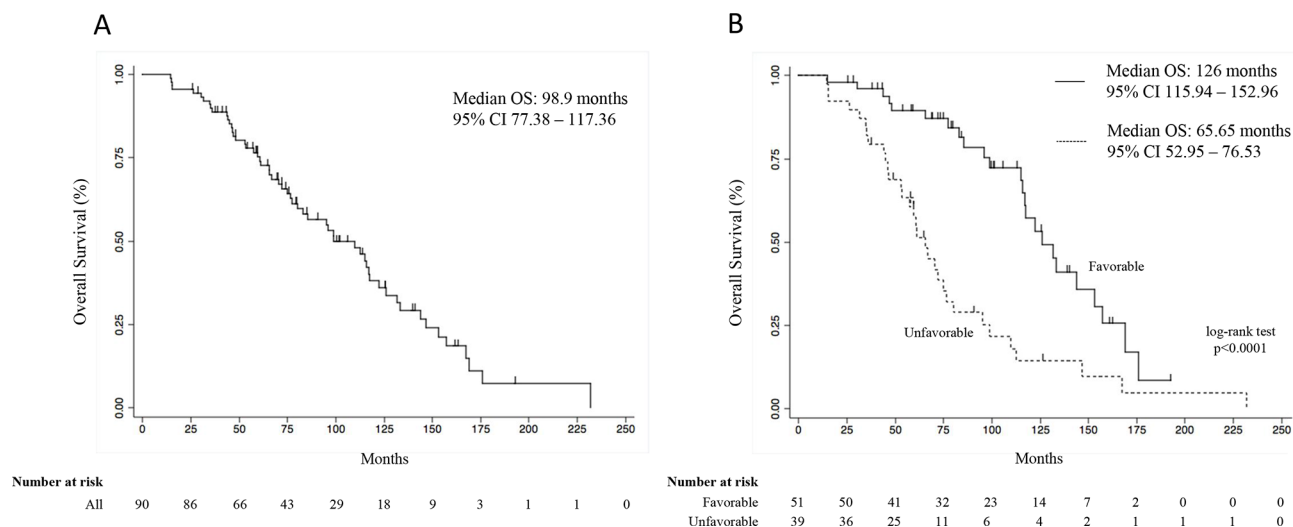 A
Median OS: 98.9 months
95% CI 77.38 – 117.36
Overall Survival (%)
1.00
0.75
0.50
0.25
0.00
0 25 50 75 100 125 150 175 200 225 250
Months
Number at risk
All 90 86 66 43 29 18 9 3 1 1 0
B
Median OS: 126 months
95% CI 115.94 – 152.96
Median OS: 65.65 months
95% CI 52.95 – 76.53
Overall Survival (%)
1.00
0.75
0.50
0.25
0.00
Favorable
Unfavorable
log-rank test
p<0.0001
0 25 50 75 100 125 150 175 200 225 250
Months
Number at risk
Favorable 51 50 41 32 23 14 7 2 0 0 0
Unfavorable 39 36 25 11 6 4 2 1 1 1 0